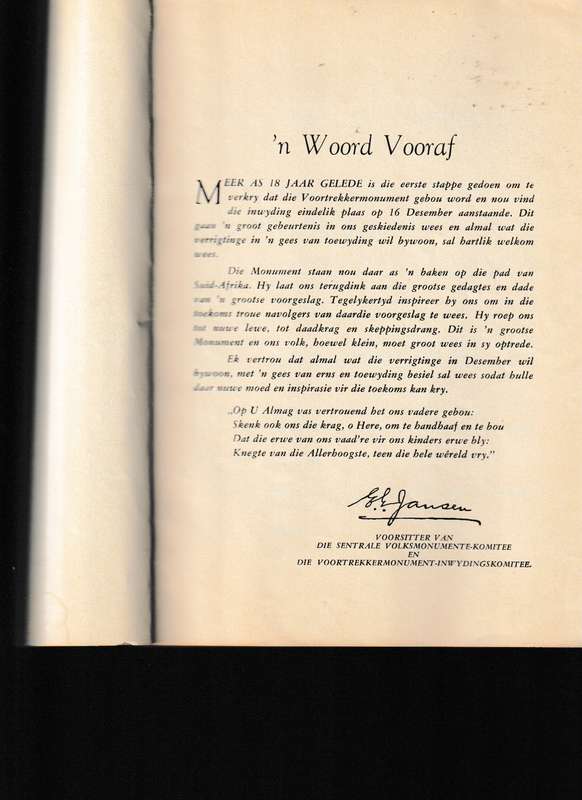 'n Woord Vooraf
MEER AS 18 JAAR GELEDE is die eerste stappe gedoen om te
verkry dat die Voortrekkermonument gebou word en nou vind
die inwyding eindelik plaas op 16 Desember aanstaande. Dit
gaan 'n groot gebeurtenis in ons geskiedenis wees en almal wat die
verrigtinge in 'n gees van toewyding wil bywoon, sal hartlik welkom
wees.
Die Monument staan nou daar as 'n baken op die pad van
Suid-Afrika. Hy laat ons terugdink aan die grootse gedagtes en dade
van 'n grootse voorgeslag. Tegelykertyd inspireer hy ons om in die
toekoms troue navolgers van daardie voorgeslag te wees. Hy roep ons
tot nuwe lewe, tot daadkrag en skeppingsdrang. Dit is 'n grootse
Monument en ons volk, hoewel klein, moet groot wees in sy optrede.
Ek vertrou dat almal wat die verrigtinge in Desember wil
bywoon, met 'n gees van erns en toewyding besiel sal wees sodat hulle
daar nuwe moed en inspirasie vir die toekoms kan kry.
„Op U Almag vas vertrouend het ons vadere gebou:
Skenk ook ons die krag, o Here, om te handhaaf en te bou
Dat die erwe van ons vaad're vir ons kinders erwe bly:
Knegte van die Allerhoogste, teen die hele wêreld vry."
E.G. Jansen
VOORSITTER VAN
DIE SENTRALE VOLKSMONUMENTE-KOMITEE
EN
DIE VOORTREKKERMONUMENT-INWYDINGSKOMITEE.